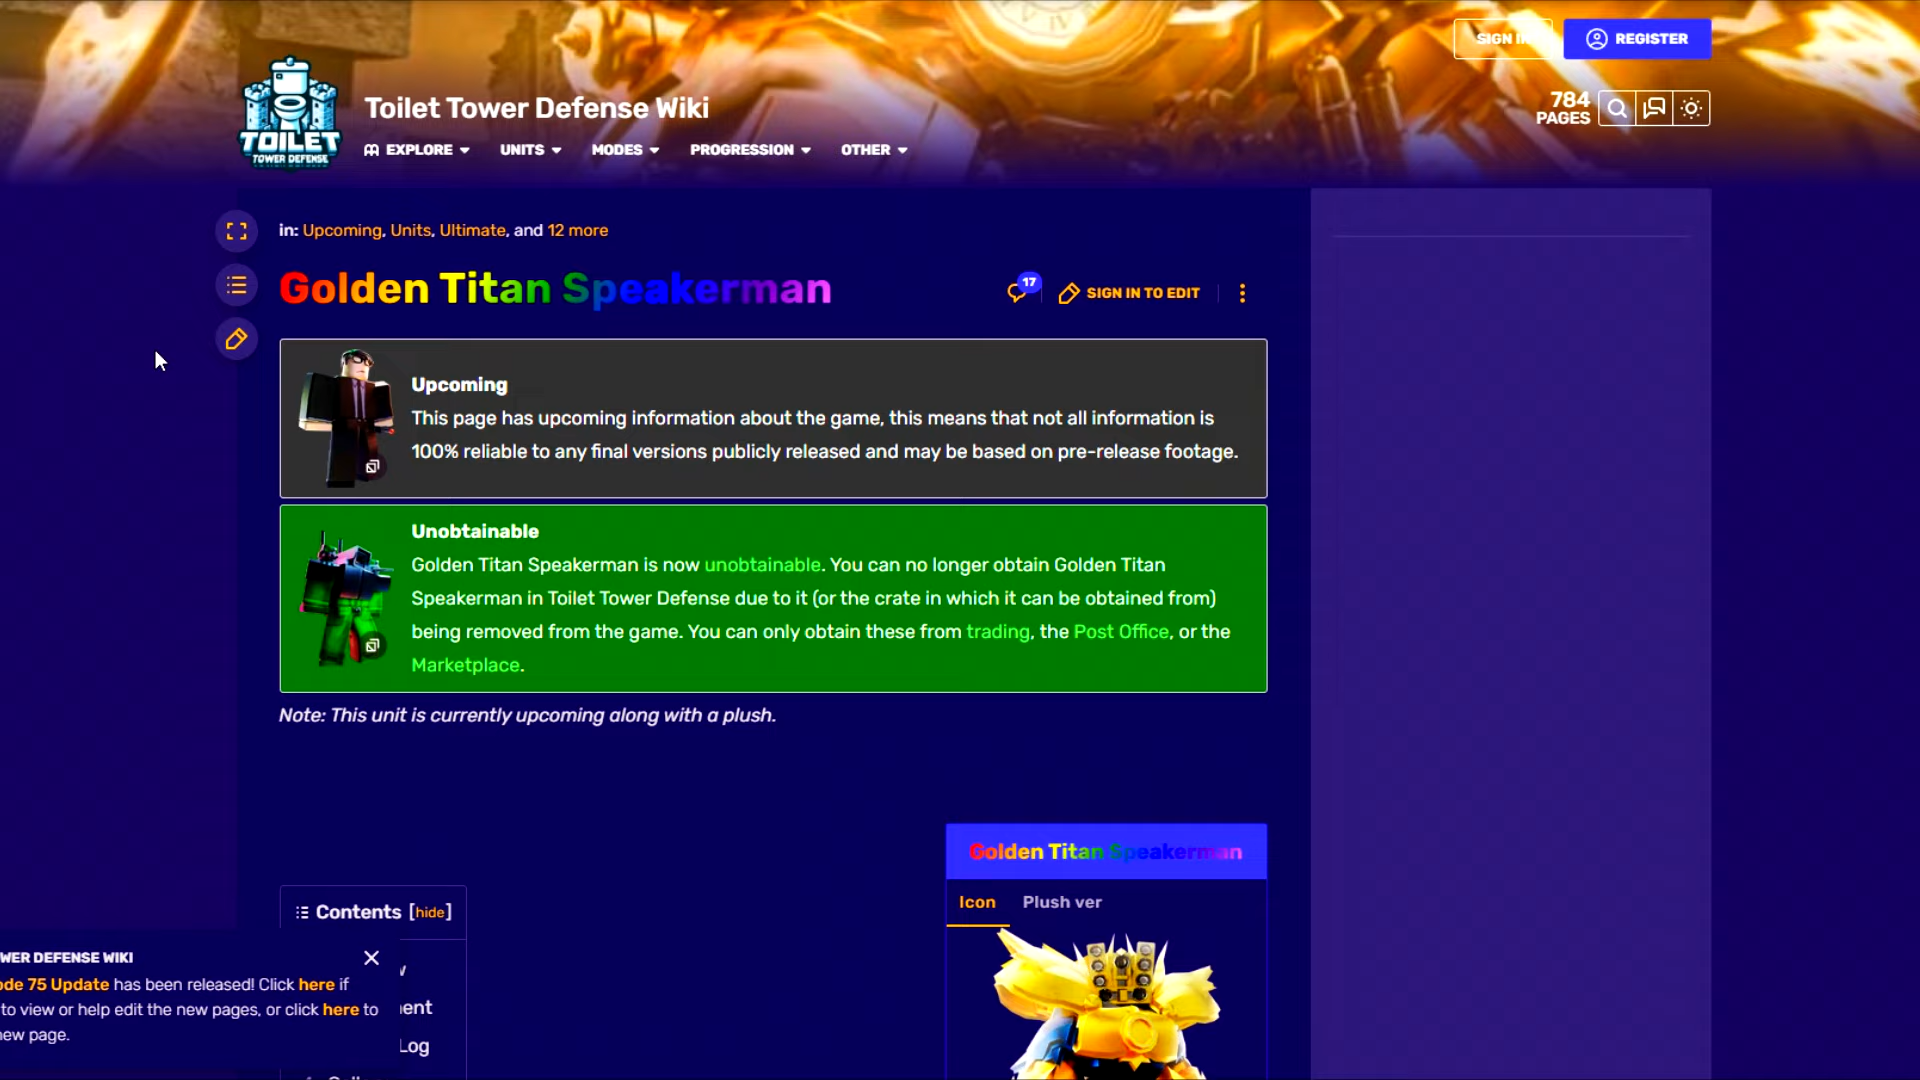 SIGN IN
REGISTER
TOILET
TOWER DEFENSE
Toilet Tower Defense Wiki
784
PAGES
EXPLORE
UNITS
MODES
PROGRESSION
OTHER
in: Upcoming, Units, Ultimate, and 12 more
Golden Titan Speakerman
17
SIGN IN TO EDIT
Upcoming
This page has upcoming information about the game, this means that not all information is
100% reliable to any final versions publicly released and may be based on pre-release footage.
Unobtainable
Golden Titan Speakerman is now unobtainable. You can no longer obtain Golden Titan
Speakerman in Toilet Tower Defense due to it (or the crate in which it can be obtained from)
being removed from the game. You can only obtain these from trading, the Post Office, or the
Marketplace.
Note: This unit is currently upcoming along with a plush.
Golden Titan Speakerman
Icon
Plush ver
Contents [hide]
WER DEFENSE WIKI
ode 75 Update has been released! Click here if
to view or help edit the new pages, or click here to
new page.
w
ent
Log